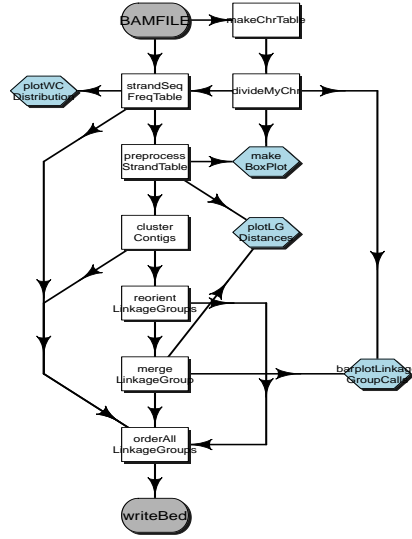 BAMFILE
makeChrTable
plotWC
Distribution
strandSeq
FreqTable
divideMyChr
preprocess
StrandTable
make
BoxPlot
cluster
Contigs
plotLG
Distances
reorient
LinkageGroups
merge
LinkageGroup
barplotLinkag
GroupCalls
orderAll
LinkageGroups
writeBed